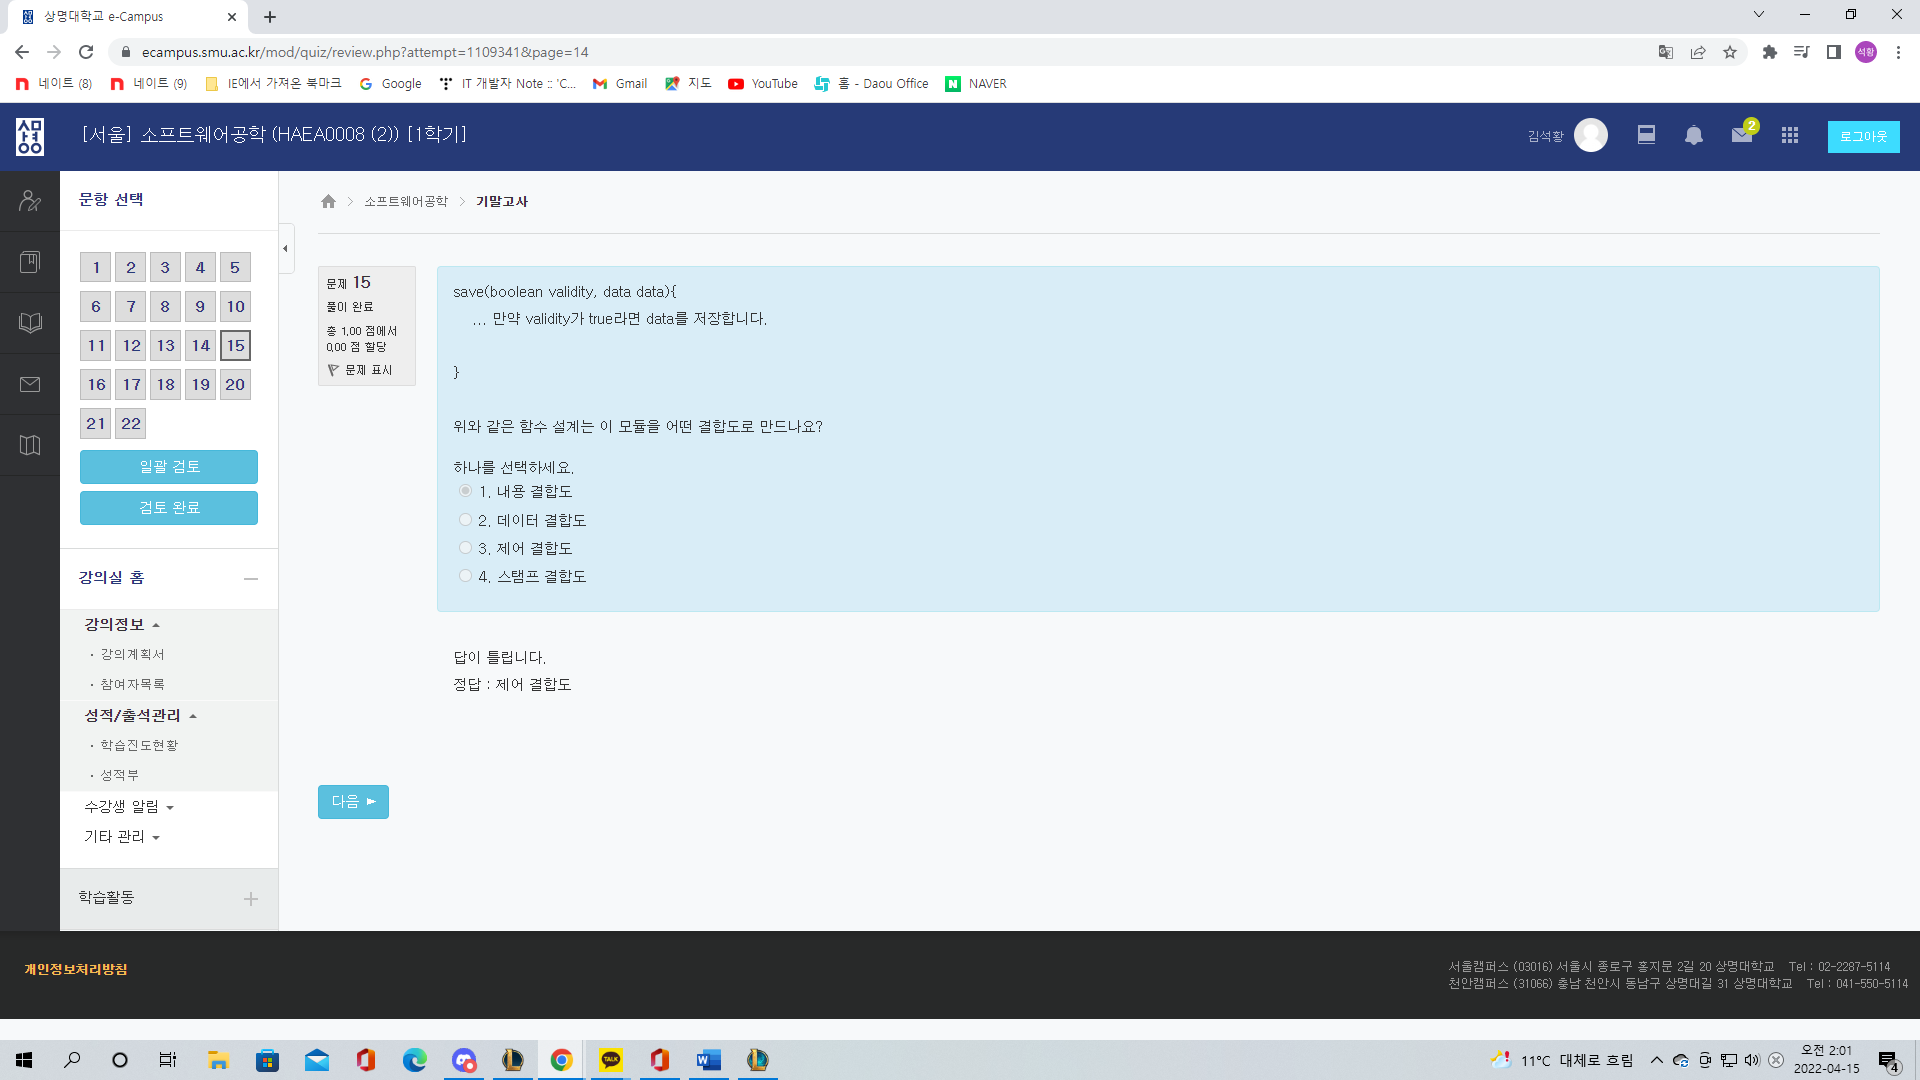 상명대학교 e-Campus
ecampus.smu.ac.kr/mod/quiz/review.php?attempt=1109341&page=14
석황
네이트 (8) 네이트 (9) IE에서 가져온 북마크 Google IT 개발자 Note :: 'C... Gmail 지도 YouTube 홈 - Daou Office NAVER
상명 [서울] 소프트웨어공학 (HAEA0008 (2)) [1학기] 김석황 2 로그아웃
문항 선택
1 2 3 4 5
6 7 8 9 10
11 12 13 14 15
16 17 18 19 20
21 22
일괄 검토
검토 완료
강의실 홈
강의정보
· 강의계획서
· 참여자목록
성적/출석관리
· 학습진도현황
· 성적부
수강생 알림
기타 관리
학습활동
소프트웨어공학 기말고사
문제 15
풀이 완료
총 1.00 점에서
0.00 점 할당
문제 표시
save(boolean validity, data data){
... 만약 validity가 true라면 data를 저장합니다.
}
위와 같은 함수 설계는 이 모듈을 어떤 결합도로 만드나요?
하나를 선택하세요.
1. 내용 결합도
2. 데이터 결합도
3. 제어 결합도
4. 스탬프 결합도
답이 틀립니다.
정답 : 제어 결합도
다음 ►
개인정보처리방침
서울캠퍼스 (03016) 서울시 종로구 홍지문 2길 20 상명대학교 Tel : 02-2287-5114
천안캠퍼스 (31066) 충남 천안시 동남구 상명대길 31 상명대학교 Tel : 041-550-5114
TALK
11°C 대체로 흐림
오전 2:01
2022-04-15
4